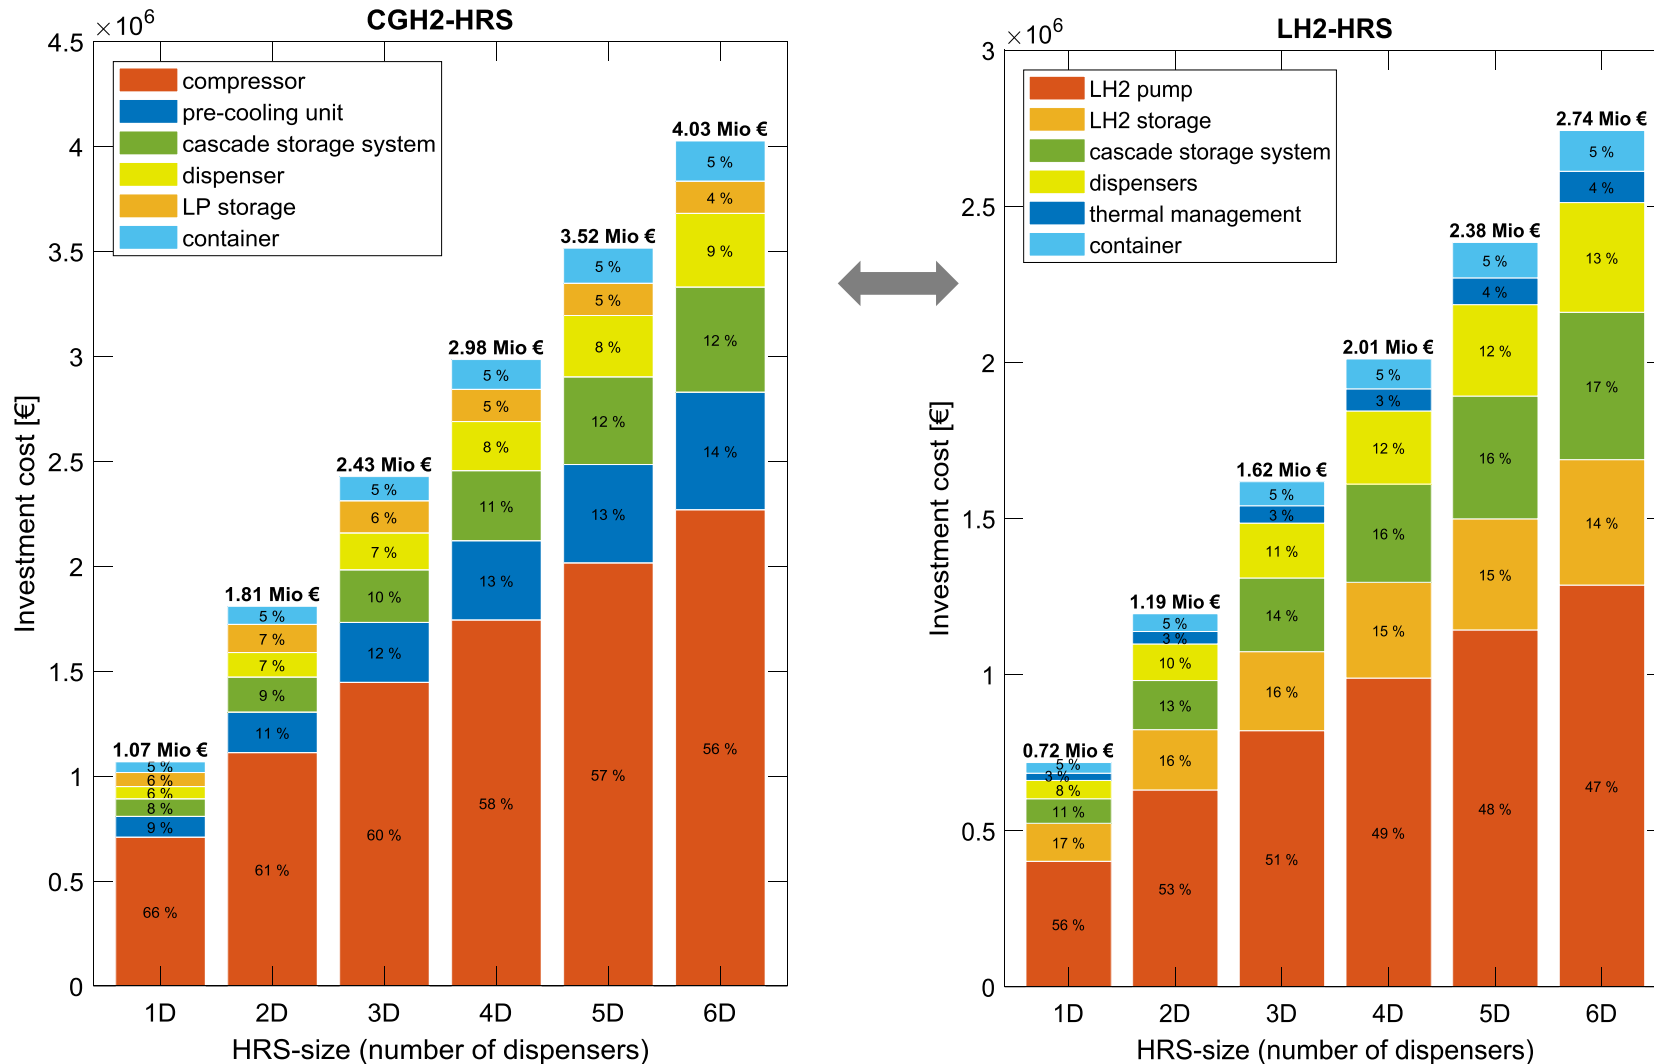 CGH2-HRS
×10⁶
4.5
4
3.5
3
2.5
2
1.5
1
0.5
0
Investment cost [€]
compressor
pre-cooling unit
cascade storage system
dispenser
LP storage
container
1.07 Mio €
5 %
6 %
6 %
8 %
9 %
66 %
1.81 Mio €
5 %
7 %
7 %
9 %
11 %
61 %
2.43 Mio €
5 %
6 %
7 %
10 %
12 %
60 %
2.98 Mio €
5 %
5 %
8 %
11 %
13 %
58 %
3.52 Mio €
5 %
5 %
8 %
12 %
13 %
57 %
4.03 Mio €
5 %
4 %
9 %
12 %
14 %
56 %
1D 2D 3D 4D 5D 6D
HRS-size (number of dispensers)
LH2-HRS
×10⁶
3
2.5
2
1.5
1
0.5
0
Investment cost [€]
LH2 pump
LH2 storage
cascade storage system
dispensers
thermal management
container
0.72 Mio €
5 %
3 %
8 %
11 %
17 %
56 %
1.19 Mio €
5 %
3 %
10 %
13 %
16 %
53 %
1.62 Mio €
5 %
3 %
11 %
14 %
16 %
51 %
2.01 Mio €
5 %
3 %
12 %
16 %
15 %
49 %
2.38 Mio €
5 %
4 %
12 %
16 %
15 %
48 %
2.74 Mio €
5 %
4 %
13 %
17 %
14 %
47 %
1D 2D 3D 4D 5D 6D
HRS-size (number of dispensers)